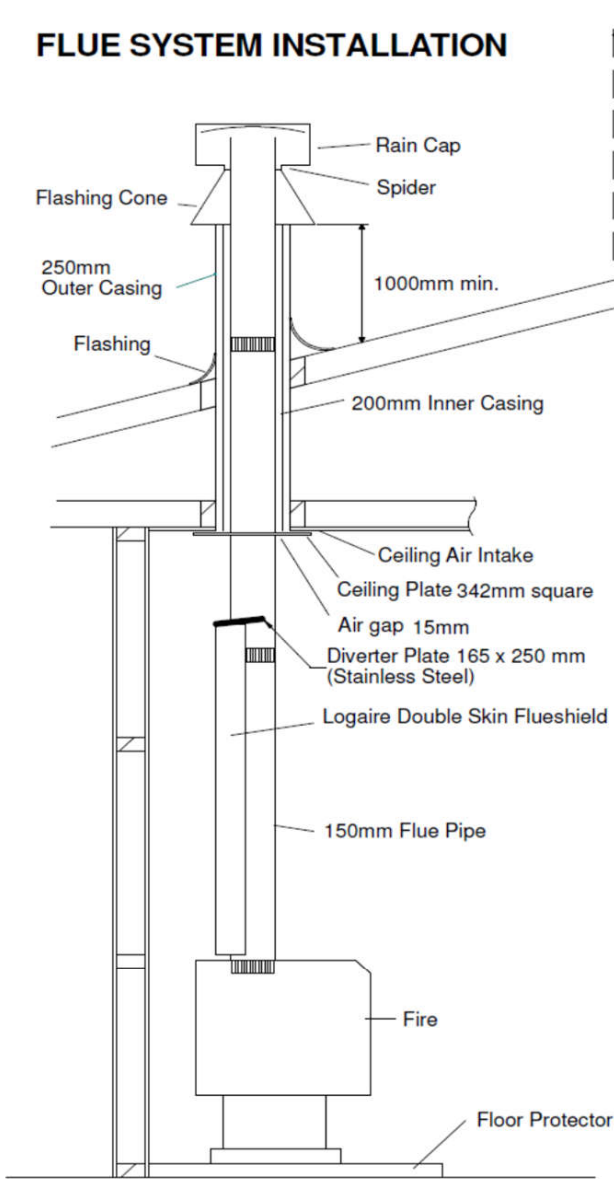 FLUE SYSTEM INSTALLATION
Rain Cap
Spider
Flashing Cone
250mm
Outer Casing
1000mm min.
Flashing
200mm Inner Casing
Ceiling Air Intake
Ceiling Plate 342mm square
Air gap 15mm
Diverter Plate 165 x 250 mm
(Stainless Steel)
Logaire Double Skin Flueshield
150mm Flue Pipe
Fire
Floor Protector